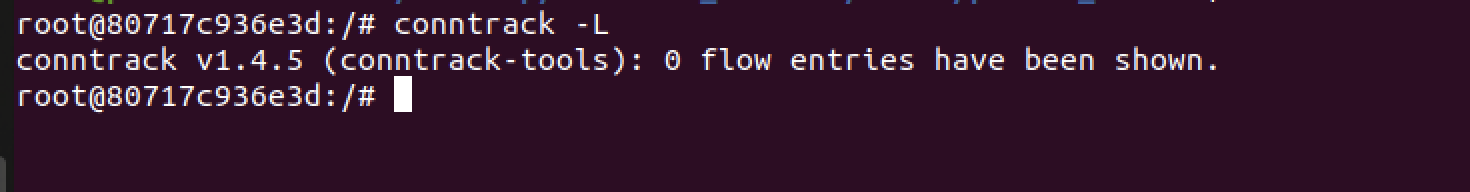 root@80717c936e3d:/# conntrack -L
conntrack v1.4.5 (conntrack-tools): 0 flow entries have been shown.
root@80717c936e3d:/#